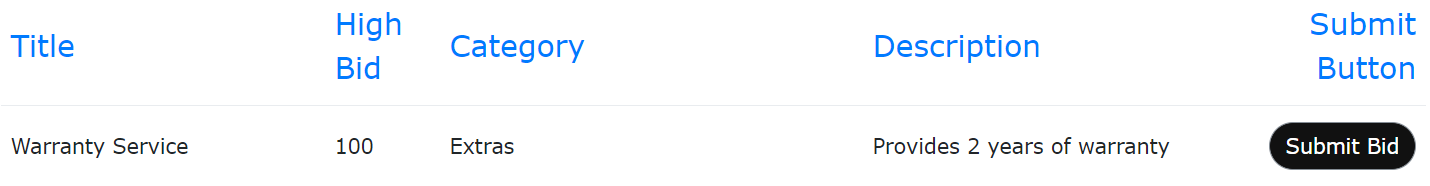 Title High Bid Category Description Submit Button
Warranty Service 100 Extras Provides 2 years of warranty Submit Bid